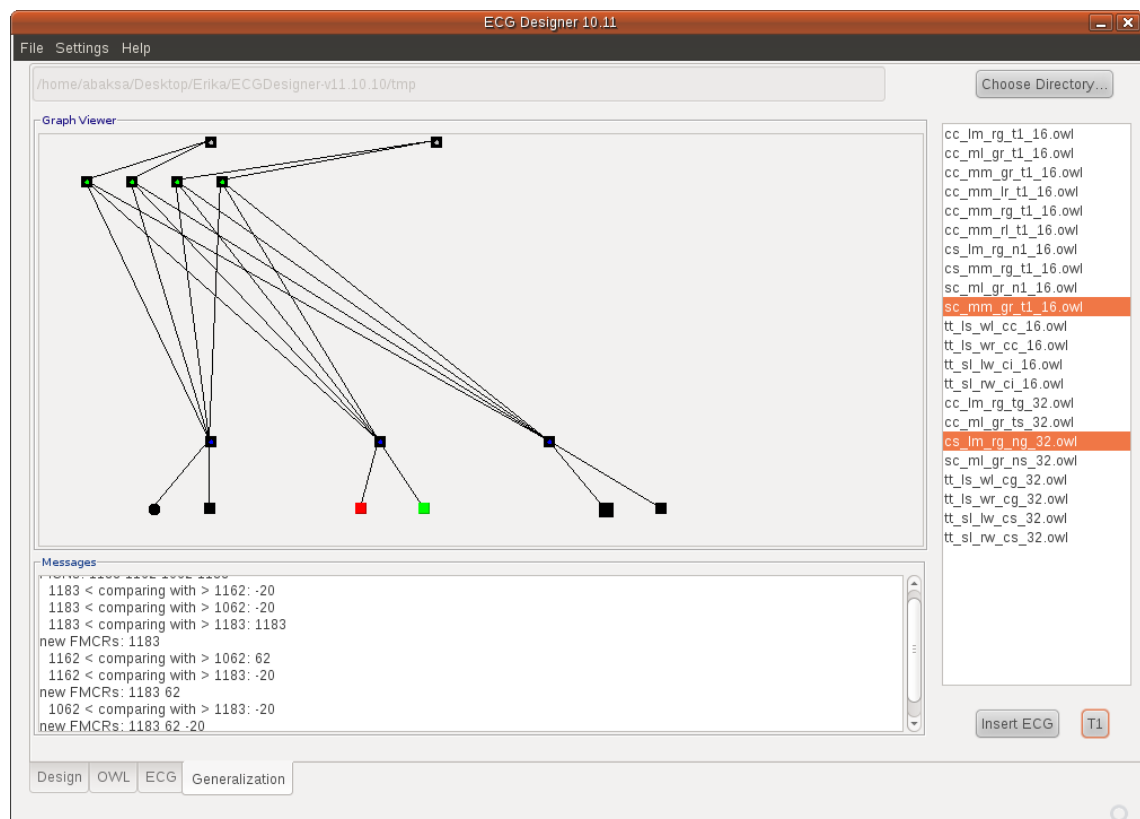 ECG Designer 10.11
File Settings Help
/home/abaksa/Desktop/Erika/ECGDesigner-v11.10.10/tmp
Choose Directory...
Graph Viewer
cc_lm_rg_t1_16.owl
cc_ml_gr_t1_16.owl
cc_mm_gr_t1_16.owl
cc_mm_lr_t1_16.owl
cc_mm_rg_t1_16.owl
cc_mm_rl_t1_16.owl
cs_lm_rg_n1_16.owl
cs_mm_rg_t1_16.owl
sc_ml_gr_n1_16.owl
sc_mm_gr_t1_16.owl
tt_ls_wl_cc_16.owl
tt_ls_wr_cc_16.owl
tt_sl_lw_ci_16.owl
tt_sl_rw_ci_16.owl
cc_lm_rg_tg_32.owl
cc_ml_gr_ts_32.owl
cs_lm_rg_ng_32.owl
sc_ml_gr_ns_32.owl
tt_ls_wl_cg_32.owl
tt_ls_wr_cg_32.owl
tt_sl_lw_cs_32.owl
tt_sl_rw_cs_32.owl
Messages
1183 < comparing with > 1162: -20
1183 < comparing with > 1062: -20
1183 < comparing with > 1183: 1183
new FMCRs: 1183
1162 < comparing with > 1062: 62
1162 < comparing with > 1183: -20
new FMCRs: 1183 62
1062 < comparing with > 1183: -20
new FMCRs: 1183 62 -20
Insert ECG T1
Design OWL ECG Generalization